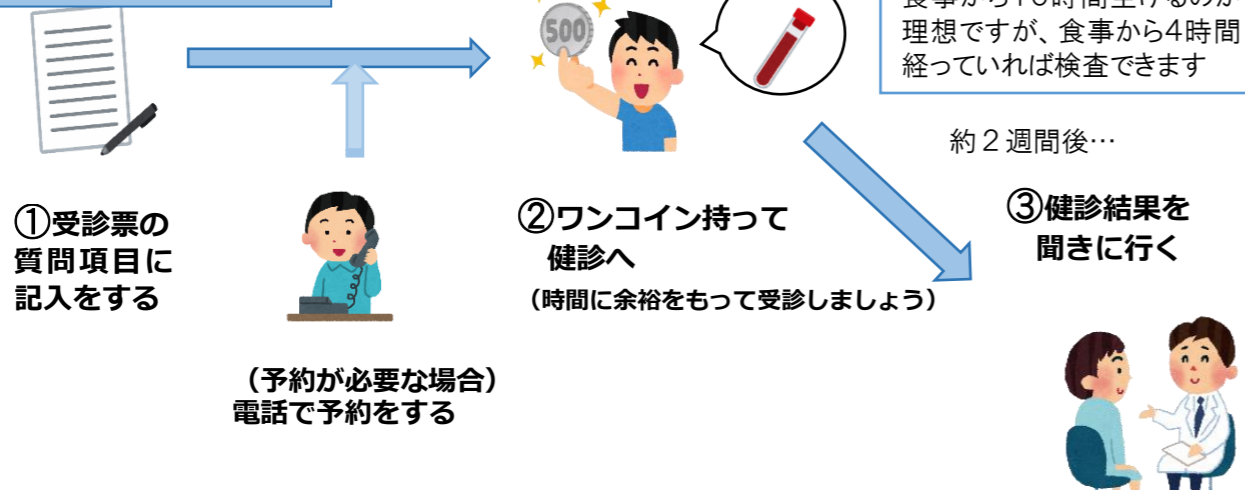 500
理想ですが、食事から4時間
経っていれば検査できます
約2週間後…
①受診票の
質問項目に
記入をする
②ワンコイン持って
健診へ
（時間に余裕をもって受診しましょう）
③健診結果を
聞きに行く
（予約が必要な場合）
電話で予約をする